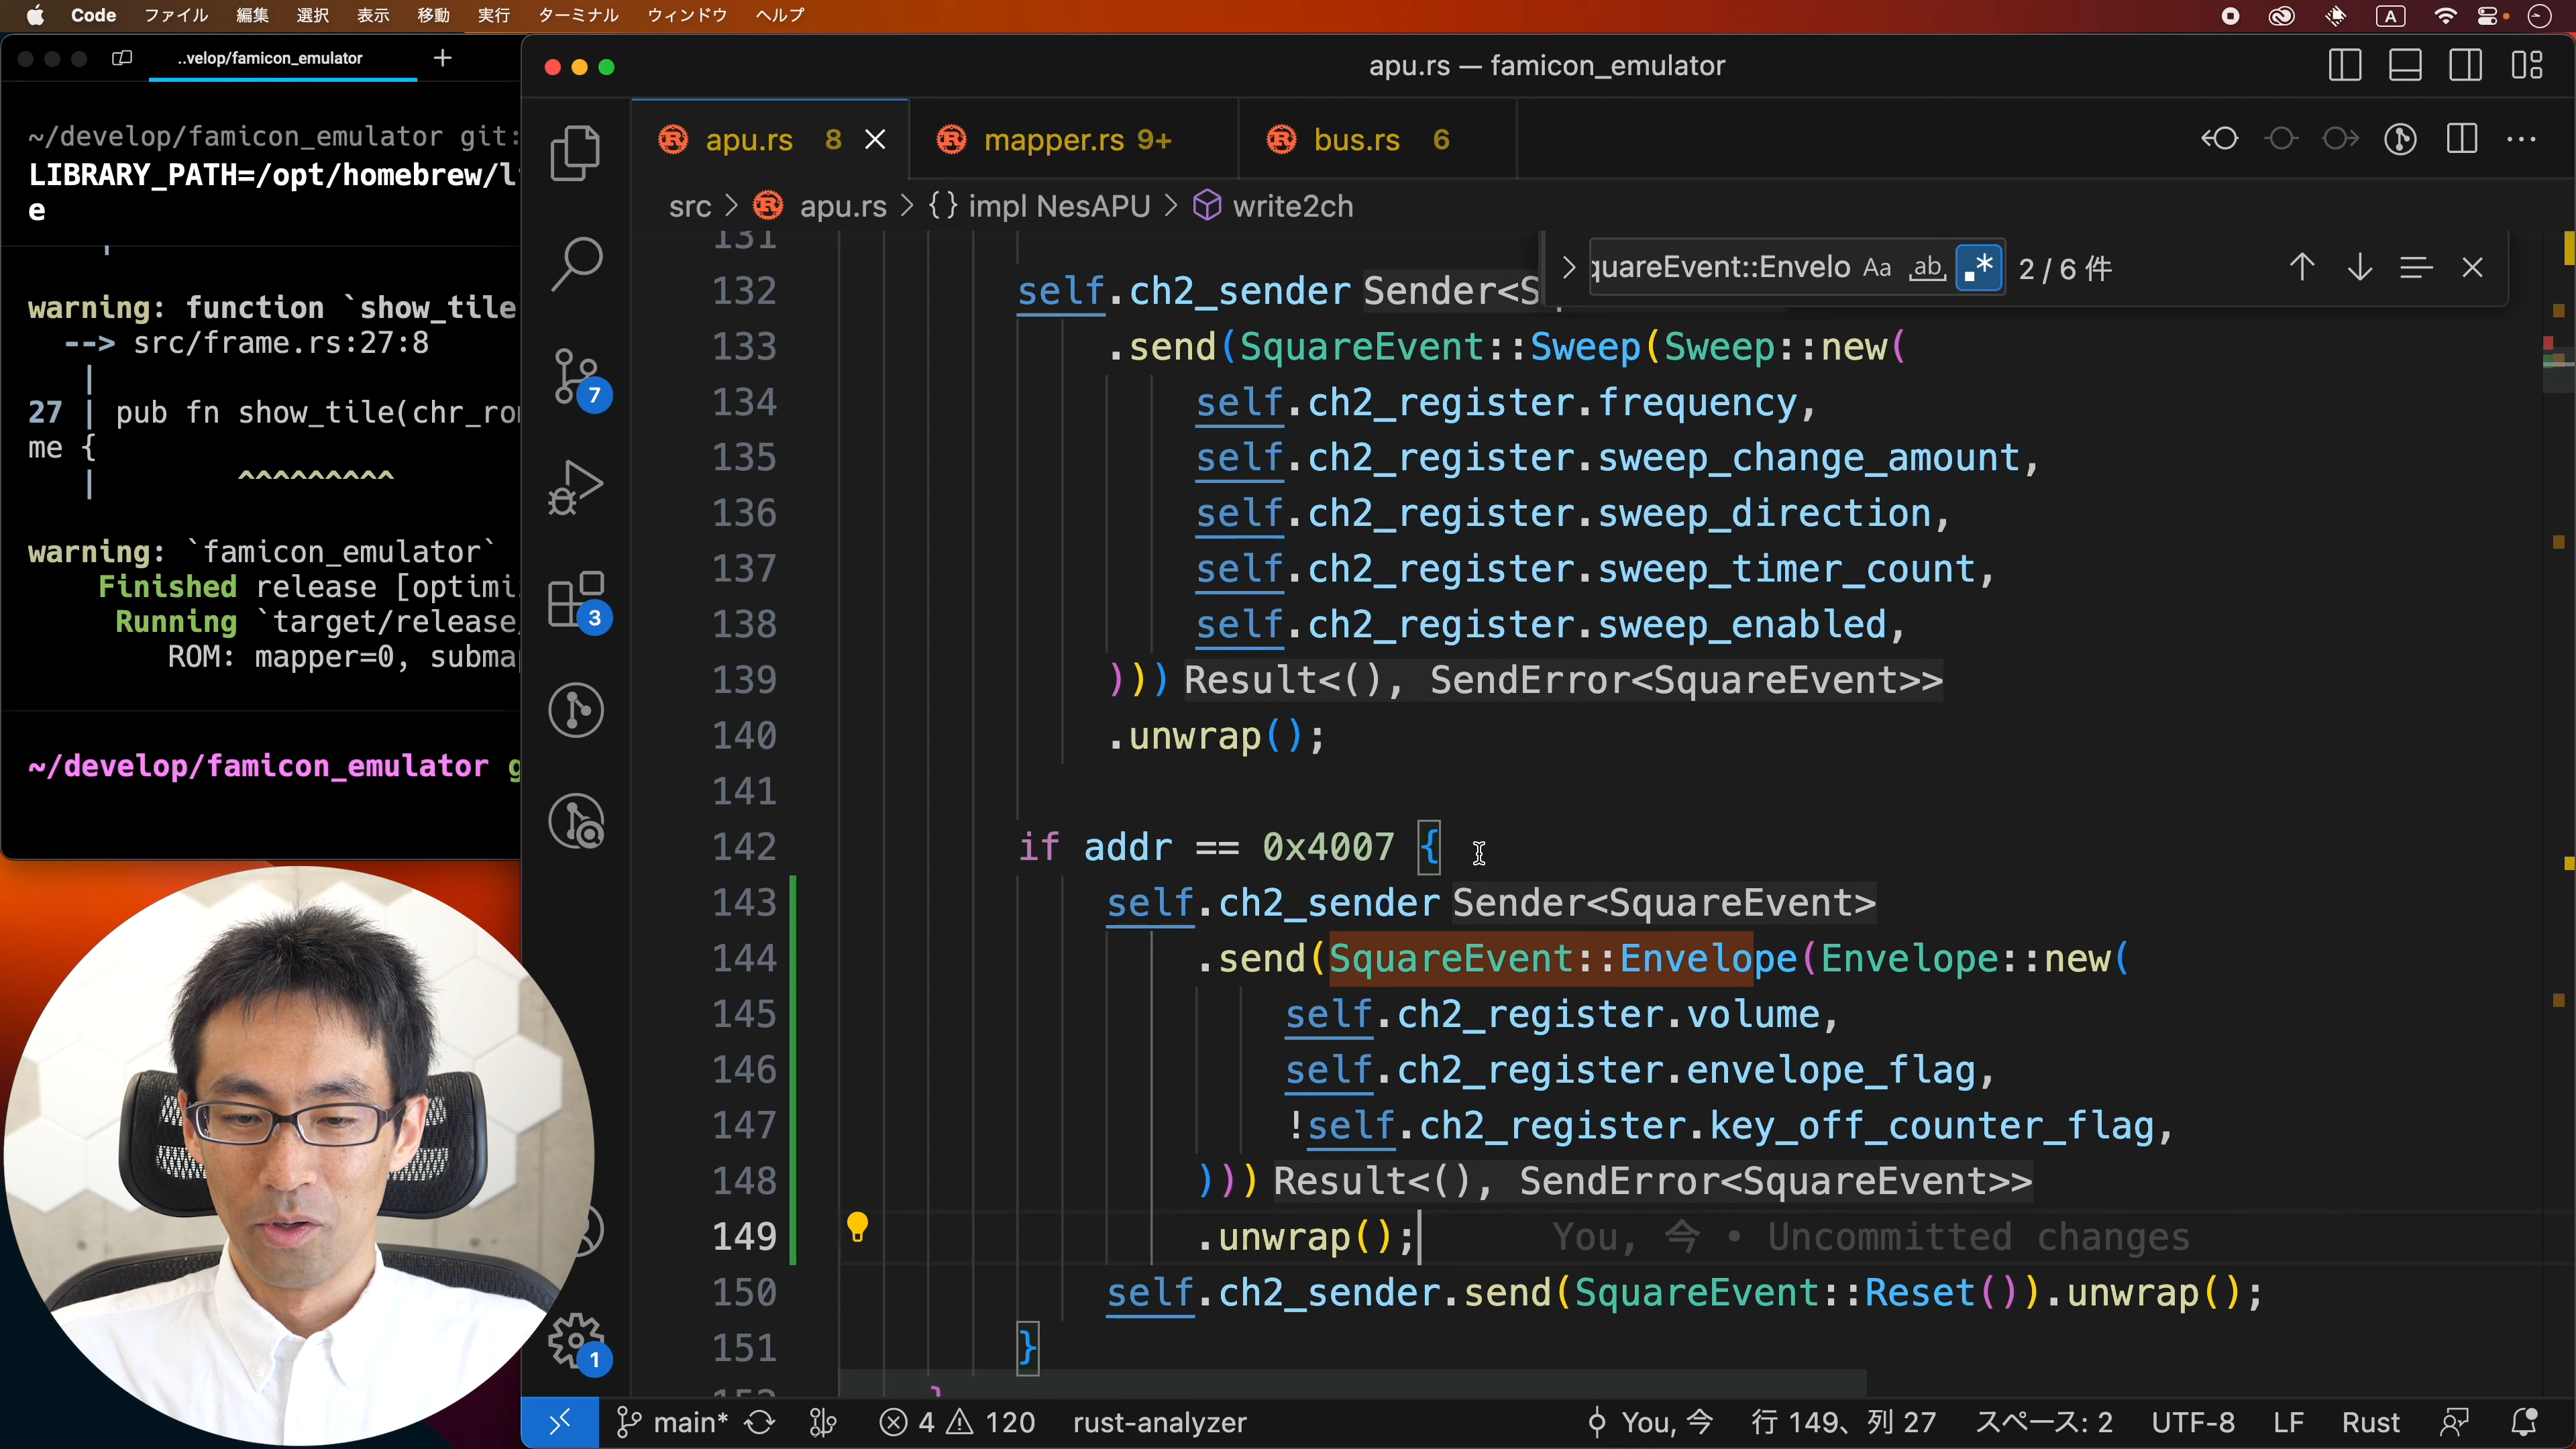 Code ファイル 編集 選択 表示 移動 実行 ターミナル ウィンドウ ヘルプ A
..velop/famicon_emulator +
~/develop/famicon_emulator git:
LIBRARY_PATH=/opt/homebrew/l
e
warning: function `show_tile
--> src/frame.rs:27:8
|
27 | pub fn show_tile(chr_ro
me {
| ^^^^^^^^^
warning: `famicon_emulator`
Finished release [optimi
Running `target/release
ROM: mapper=0, subma
~/develop/famicon_emulator g
apu.rs — famicon_emulator
apu.rs 8 mapper.rs 9+ bus.rs 6
src > apu.rs > {} impl NesAPU > write2ch
quareEvent::Envelo Aa ab .* 2 / 6 件
7
3
1
131
132 self.ch2_sender Sender<S
133 .send(SquareEvent::Sweep(Sweep::new(
134 self.ch2_register.frequency,
135 self.ch2_register.sweep_change_amount,
136 self.ch2_register.sweep_direction,
137 self.ch2_register.sweep_timer_count,
138 self.ch2_register.sweep_enabled,
139 ))) Result<(), SendError<SquareEvent>>
140 .unwrap();
141
142 if addr == 0x4007 {
143 self.ch2_sender Sender<SquareEvent>
144 .send(SquareEvent::Envelope(Envelope::new(
145 self.ch2_register.volume,
146 self.ch2_register.envelope_flag,
147 !self.ch2_register.key_off_counter_flag,
148 ))) Result<(), SendError<SquareEvent>>
149 .unwrap(); You, 今 • Uncommitted changes
150 self.ch2_sender.send(SquareEvent::Reset()).unwrap();
151 }
152 }
main* 4 120 rust-analyzer You, 今 行 149、列 27 スペース: 2 UTF-8 LF Rust